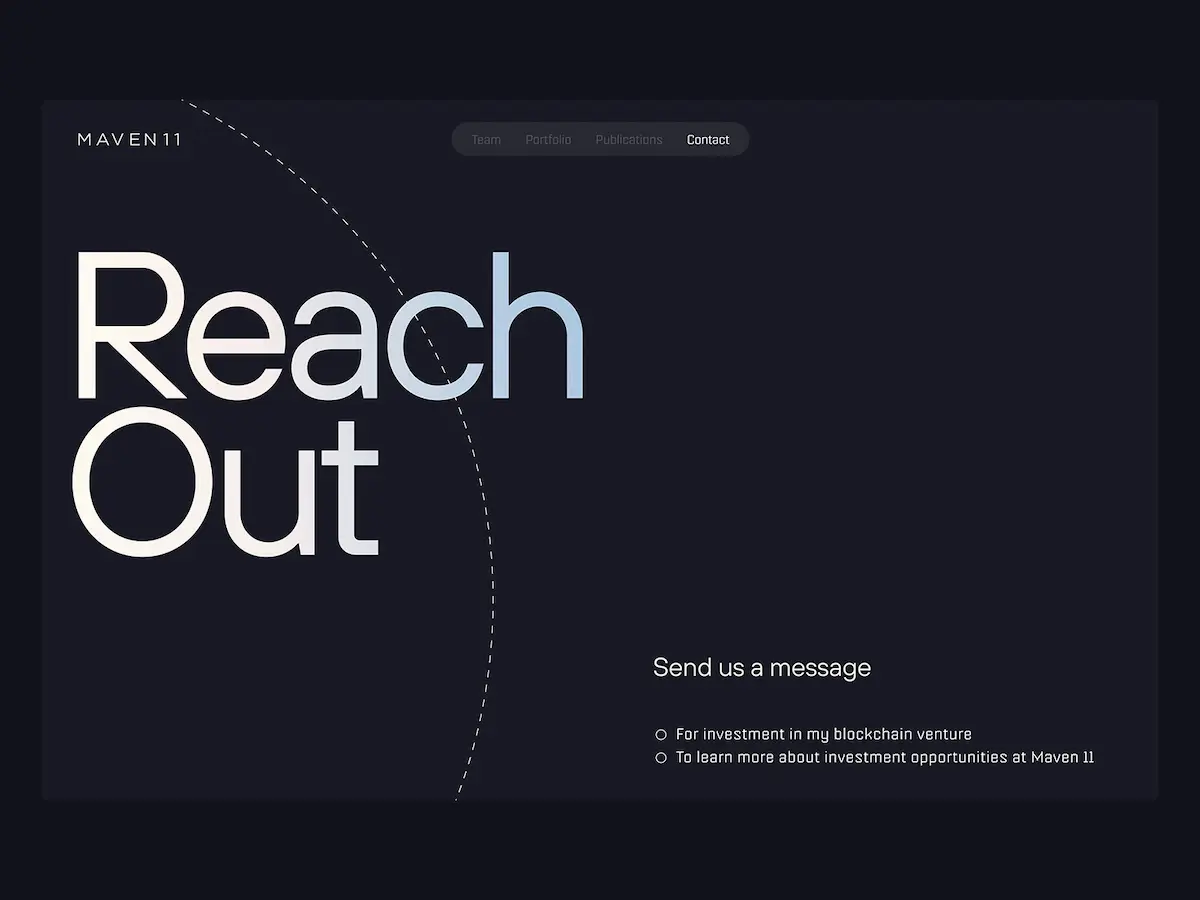 MAVEN11
Team Portfolio Publications Contact
Reach
Out
Send us a message
For investment in my blockchain venture
To learn more about investment opportunities at Maven 11